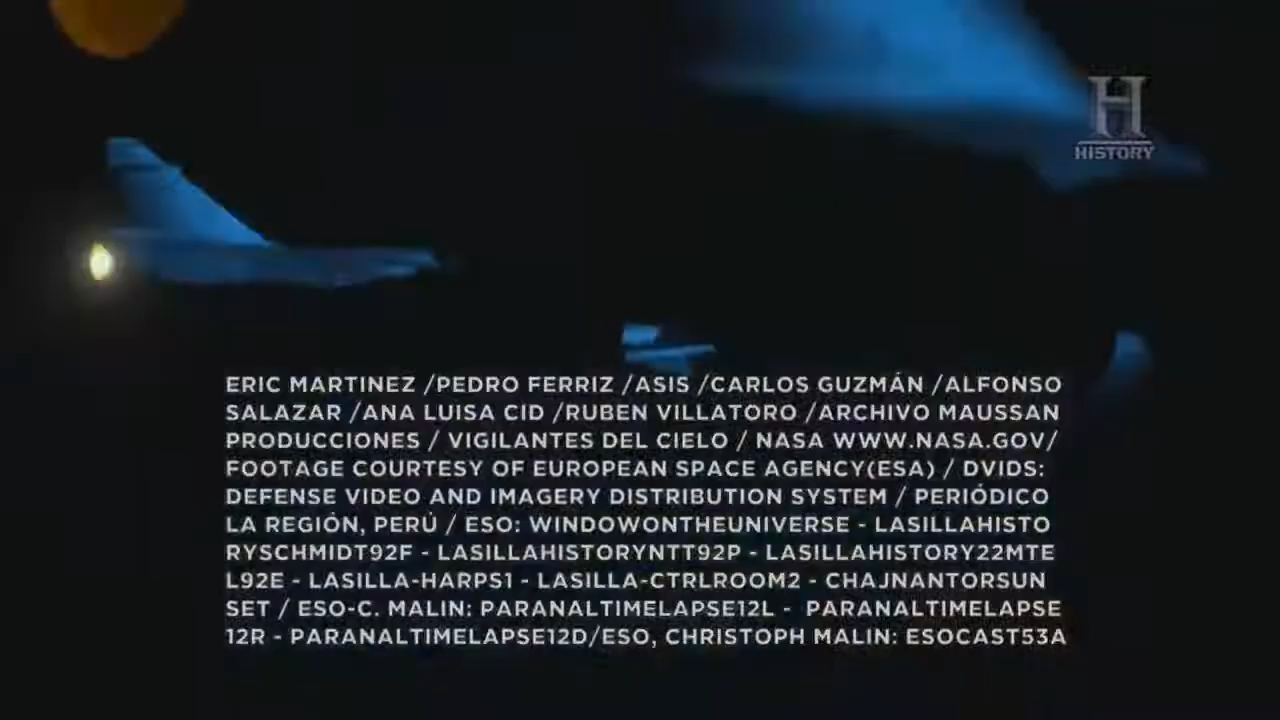 H
HISTORY
ERIC MARTINEZ /PEDRO FERRIZ /ASIS /CARLOS GUZMÁN /ALFONSO
SALAZAR /ANA LUISA CID /RUBEN VILLATORO /ARCHIVO MAUSSAN
PRODUCCIONES / VIGILANTES DEL CIELO / NASA WWW.NASA.GOV/
FOOTAGE COURTESY OF EUROPEAN SPACE AGENCY(ESA) / DVIDS:
DEFENSE VIDEO AND IMAGERY DISTRIBUTION SYSTEM / PERIÓDICO
LA REGIÓN, PERÚ / ESO: WINDOWONTHEUNIVERSE - LASILLAHISTO
RYSCHMIDT92F - LASILLAHISTORYNTT92P - LASILLAHISTORY22MTE
L92E - LASILLA-HARPS1 - LASILLA-CTRLROOM2 - CHAJNANTORSUN
SET / ESO-C. MALIN: PARANALTIMELAPSE12L - PARANALTIMELAPSE
12R - PARANALTIMELAPSE12D/ESO, CHRISTOPH MALIN: ESOCAST53A